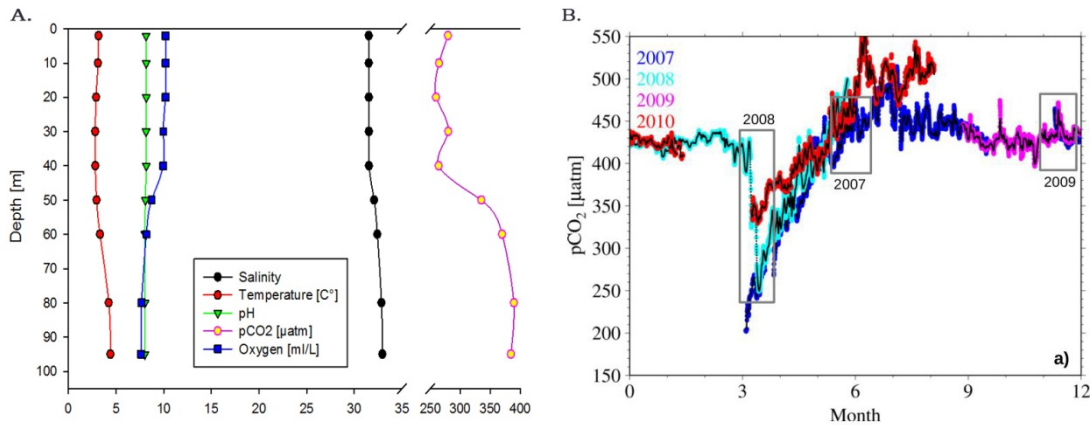 A.
0
10
20
30
40
50
60
70
80
90
100
Depth [m]
Salinity
Temperature [C°]
pH
pCO2 [µatm]
Oxygen [ml/L]
0 5 10 15 20 25 30 35 250 300 350 400
B.
550
500
450
400
350
300
250
200
150
pCO₂ [µatm]
2007
2008
2009
2010
2008
2007
2009
a)
0 3 6 9 12
Month